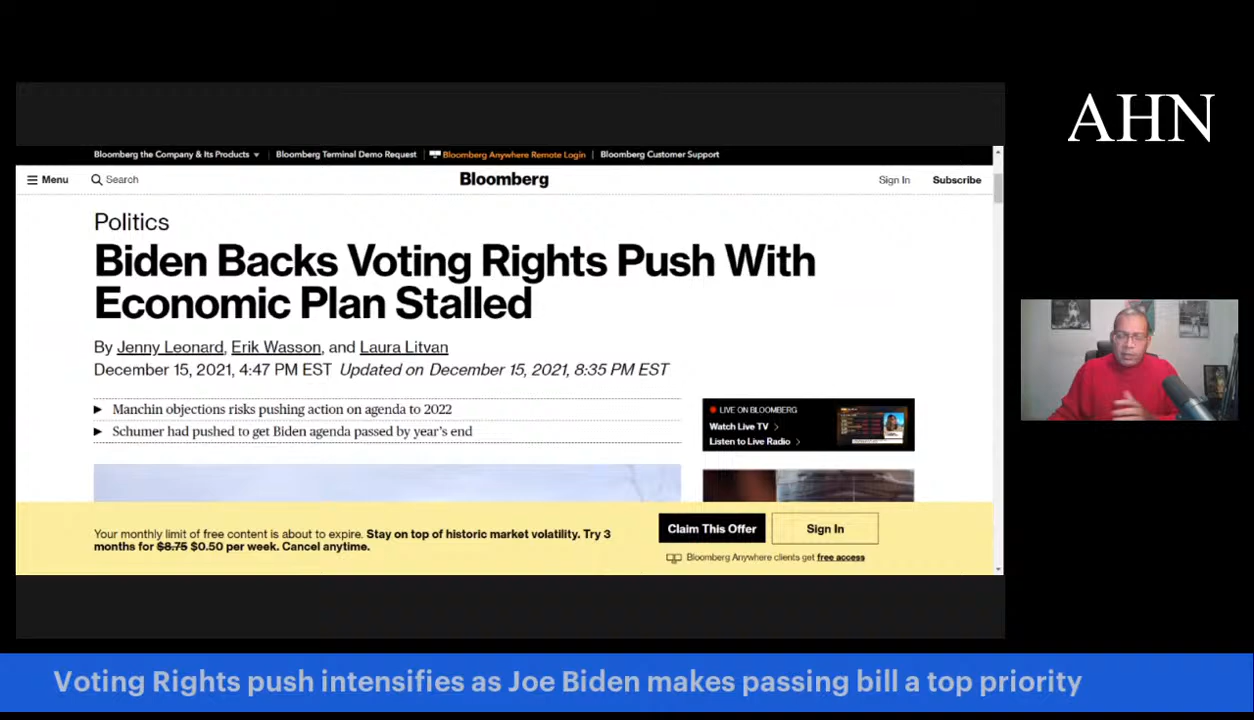 AHN
Bloomberg the Company & Its Products
Bloomberg Terminal Demo Request
Bloomberg Anywhere Remote Login
Bloomberg Customer Support
Menu
Search
Bloomberg
Sign In
Subscribe
Politics
Biden Backs Voting Rights Push With
Economic Plan Stalled
By Jenny Leonard, Erik Wasson, and Laura Litvan
December 15, 2021, 4:47 PM EST Updated on December 15, 2021, 8:35 PM EST
Manchin objections risks pushing action on agenda to 2022
Schumer had pushed to get Biden agenda passed by year's end
LIVE ON BLOOMBERG
Watch Live TV
Listen to Live Radio
Your monthly limit of free content is about to expire. Stay on top of historic market volatility. Try 3
months for $8.75 $0.50 per week. Cancel anytime.
Claim This Offer
Sign In
Bloomberg Anywhere clients get free access
Voting Rights push intensifies as Joe Biden makes passing bill a top priority